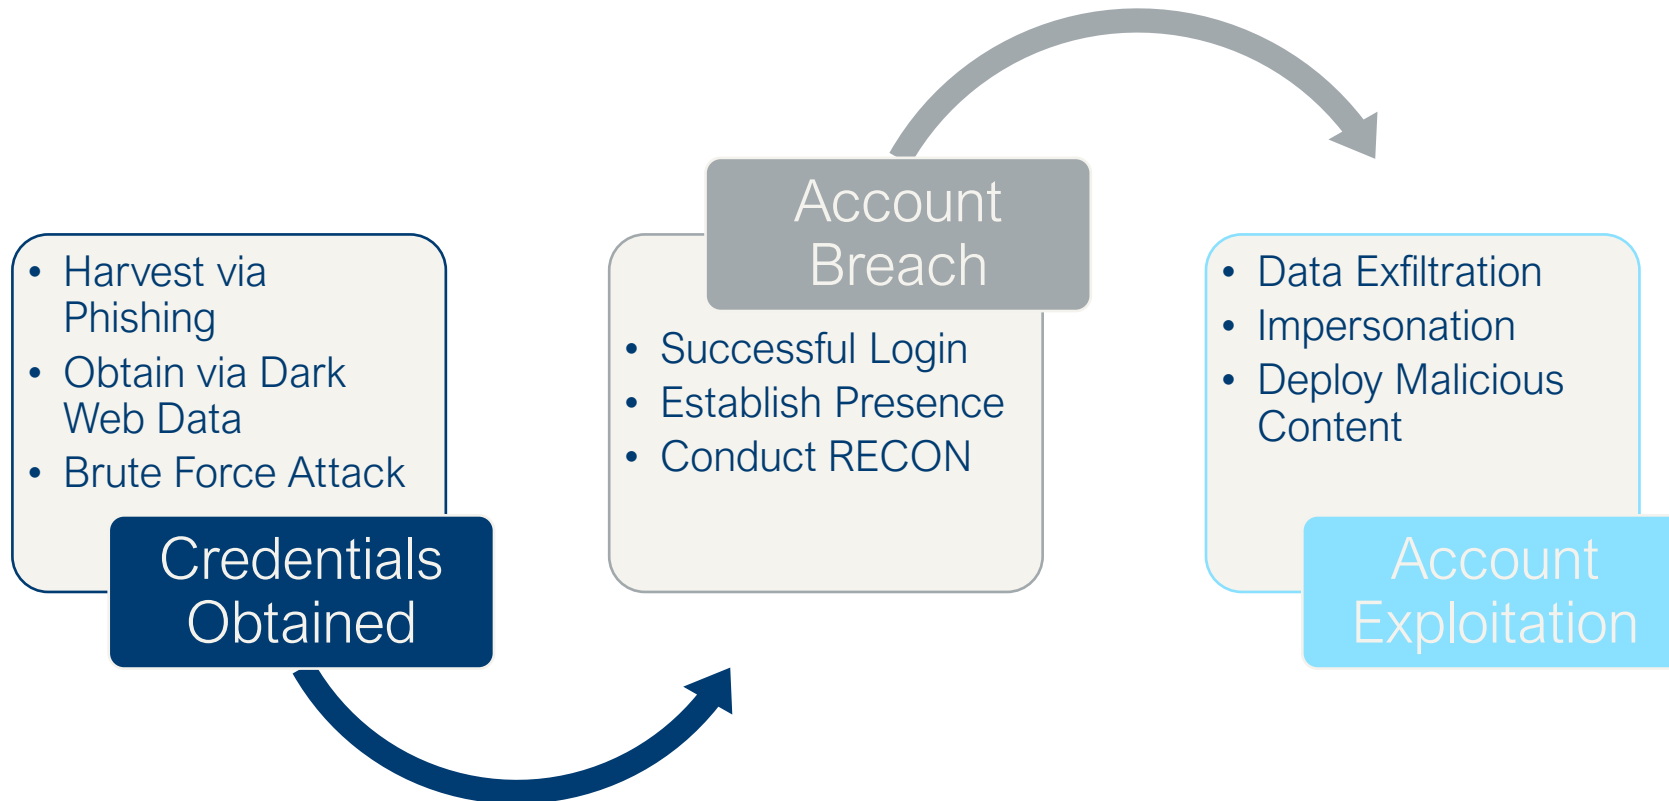 • Harvest via
Phishing
• Obtain via Dark
Web Data
• Brute Force Attack
Credentials
Obtained
Account
Breach
• Successful Login
• Establish Presence
• Conduct RECON
• Data Exfiltration
• Impersonation
• Deploy Malicious
Content
Account
Exploitation